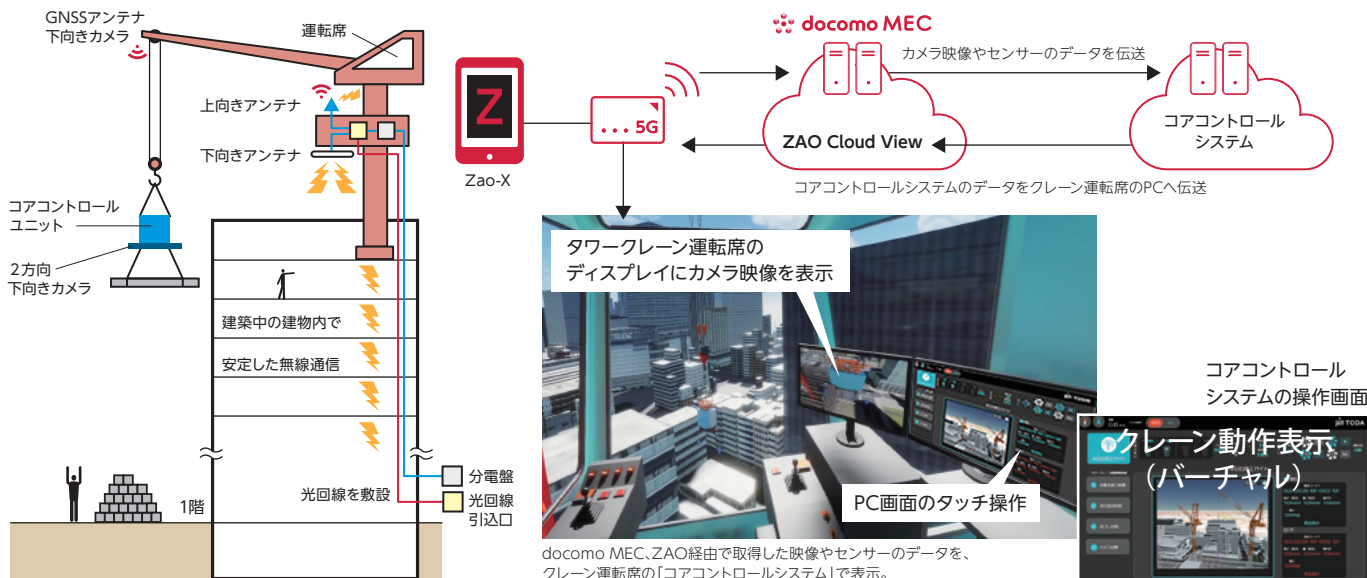 GNSSアンテナ
下向きカメラ
運転席
上向きアンテナ
下向きアンテナ
コアコントロール
ユニット
2方向
下向きカメラ
建築中の建物内で
安定した無線通信
光回線を敷設
1階
分電盤
光回線
引込口
Z
Zao-X
... 5G
docomo MEC
カメラ映像やセンサーのデータを伝送
ZAO Cloud View
コアコントロール
システム
コアコントロールシステムのデータをクレーン運転席のPCへ伝送
タワークレーン運転席の
ディスプレイにカメラ映像を表示
PC画面のタッチ操作
コアコントロール
システムの操作画面
TODA
クレーン動作表示
(バーチャル)
docomo MEC、ZAO経由で取得した映像やセンサーのデータを、
クレーン運転席の「コアコントロールシステム」で表示。